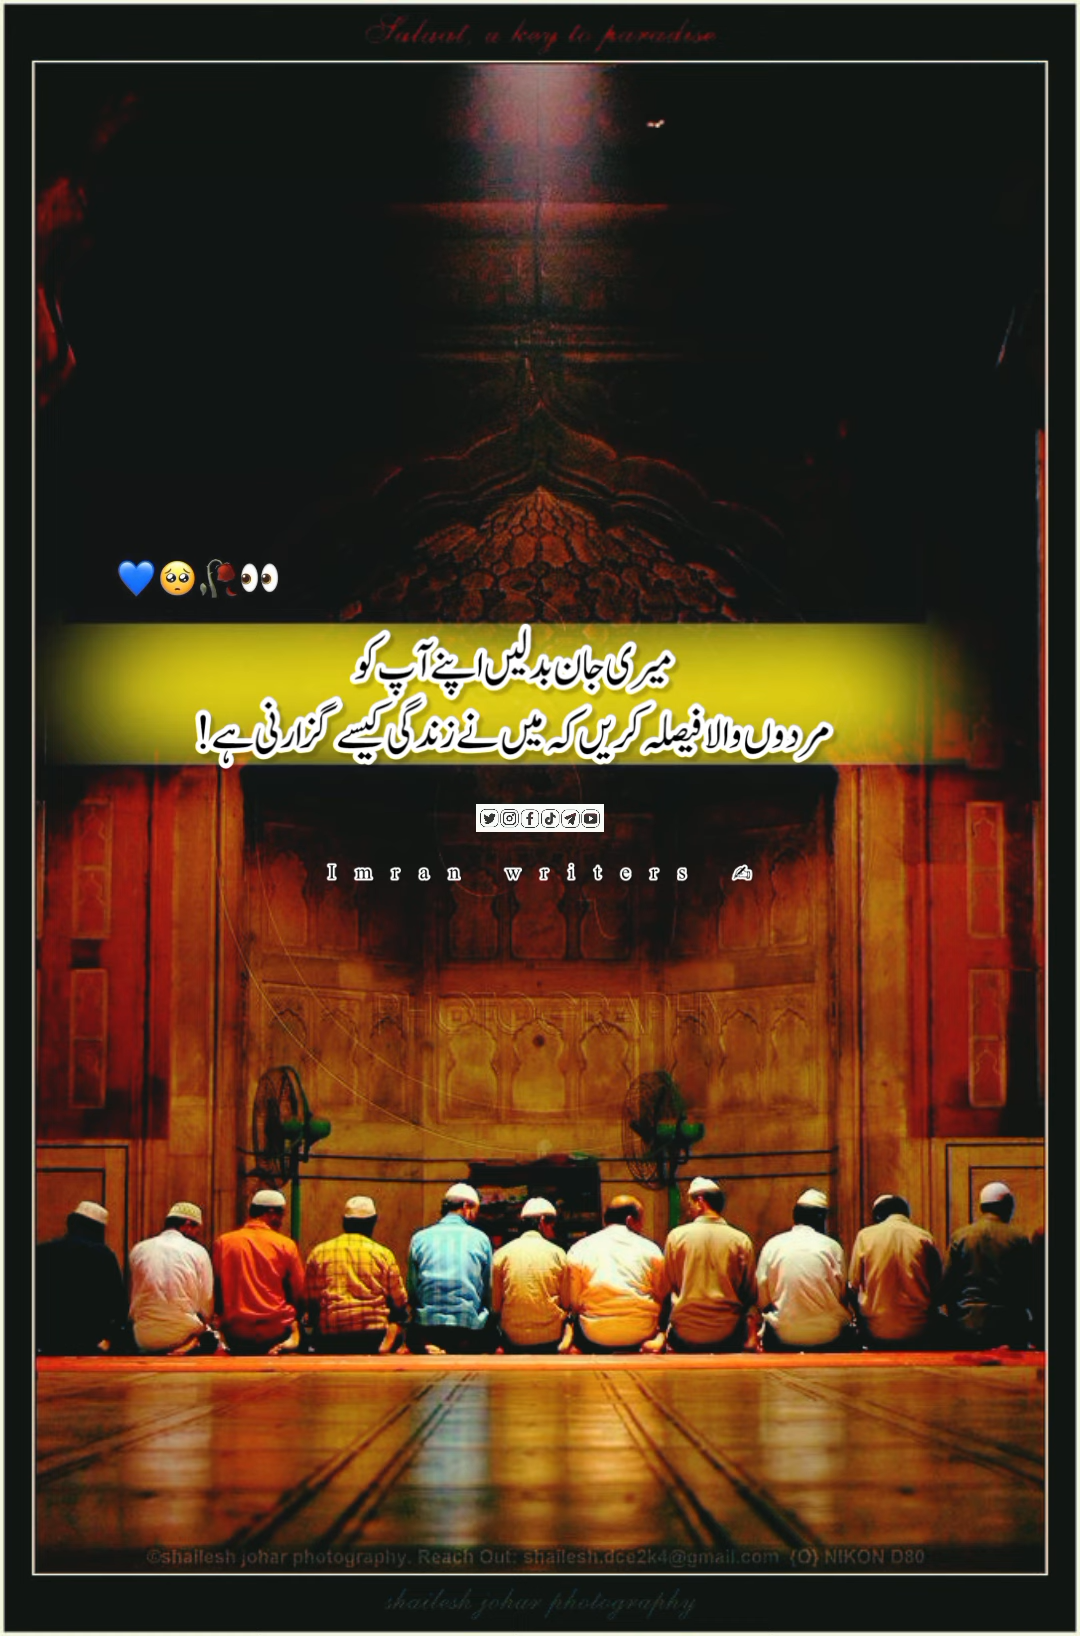 Salaat, a key to paradise
💙🥺🥀👀
میری جان بدلیں اپنے آپ کو
مردوں والا فیصلہ کریں کہ میں نے زندگی کیسے گزارنی ہے!
Imran writers ✍
PHOTOGRAPHY
©shailesh johar photography. Reach Out: shailesh.dce2k4@gmail.com {O} NIKON D80
shailesh johar photography